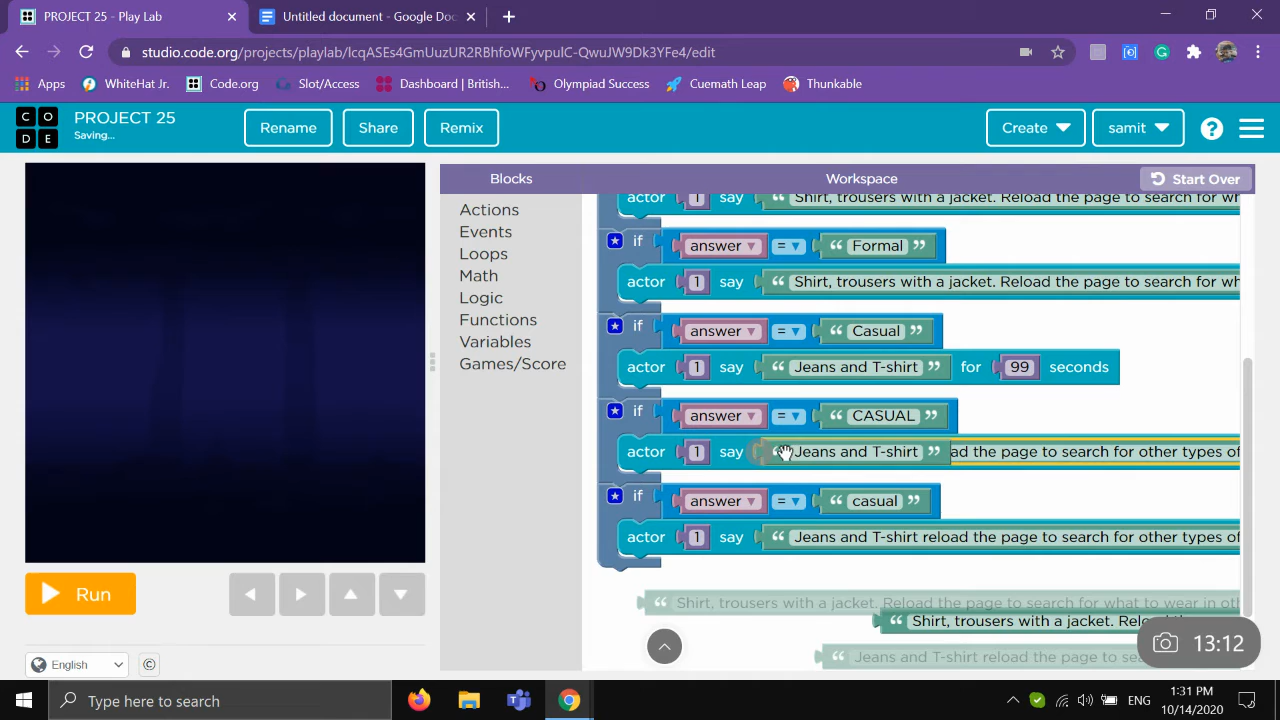 PROJECT 25 - Play Lab
Untitled document - Google Doc
studio.code.org/projects/playlab/lcqASEs4GmUuzUR2RBhfoWFyvpulC-QwuJW9Dk3YFe4/edit
Apps
WhiteHat Jr.
Code.org
Slot/Access
Dashboard | British...
Olympiad Success
Cuemath Leap
Thunkable
CODE
PROJECT 25
Saving...
Rename
Share
Remix
Create
samit
?
Blocks
Workspace
Start Over
Actions
Events
Loops
Math
Logic
Functions
Variables
Games/Score
actor 1 say “ Shirt, trousers with a jacket. Reload the page to search for wh
if answer = “ Formal ”
actor 1 say “ Shirt, trousers with a jacket. Reload the page to search for wh
if answer = “ Casual ”
actor 1 say “ Jeans and T-shirt ” for 99 seconds
if answer = “ CASUAL ”
actor 1 say “ Jeans and T-shirt ” ad the page to search for other types of
if answer = “ casual ”
actor 1 say “ Jeans and T-shirt reload the page to search for other types of
“ Shirt, trousers with a jacket. Reload the page to search for what to wear in
“ Shirt, trousers with a jacket.
“ Jeans and T-shirt reload the page to
Run
13:12
English
©
Type here to search
ENG
1:31 PM
10/14/2020